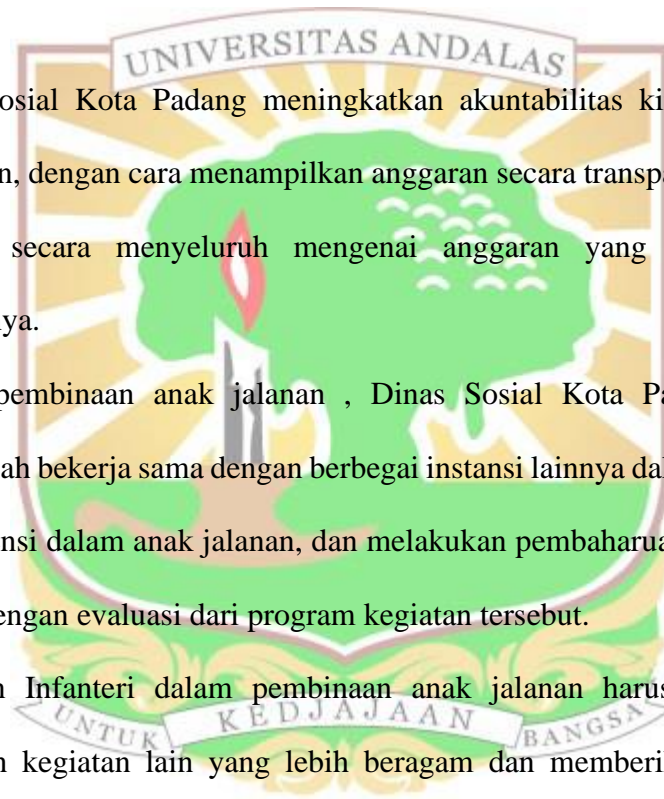 UNIVERSITAS ANDALAS
osial Kota Padang meningkatkan akuntabilitas ki
n, dengan cara menampilkan anggaran secara transpa
secara menyeluruh mengenai anggaran yang
ya.
pembinaan anak jalanan , Dinas Sosial Kota Pa
ah bekerja sama dengan berbegai instansi lainnya dal
nsi dalam anak jalanan, dan melakukan pembaharua
engan evaluasi dari program kegiatan tersebut.
n Infanteri dalam pembinaan anak jalanan harus
UNTUK KEDJAJAAN BANGSA
n kegiatan lain yang lebih beragam dan memberi